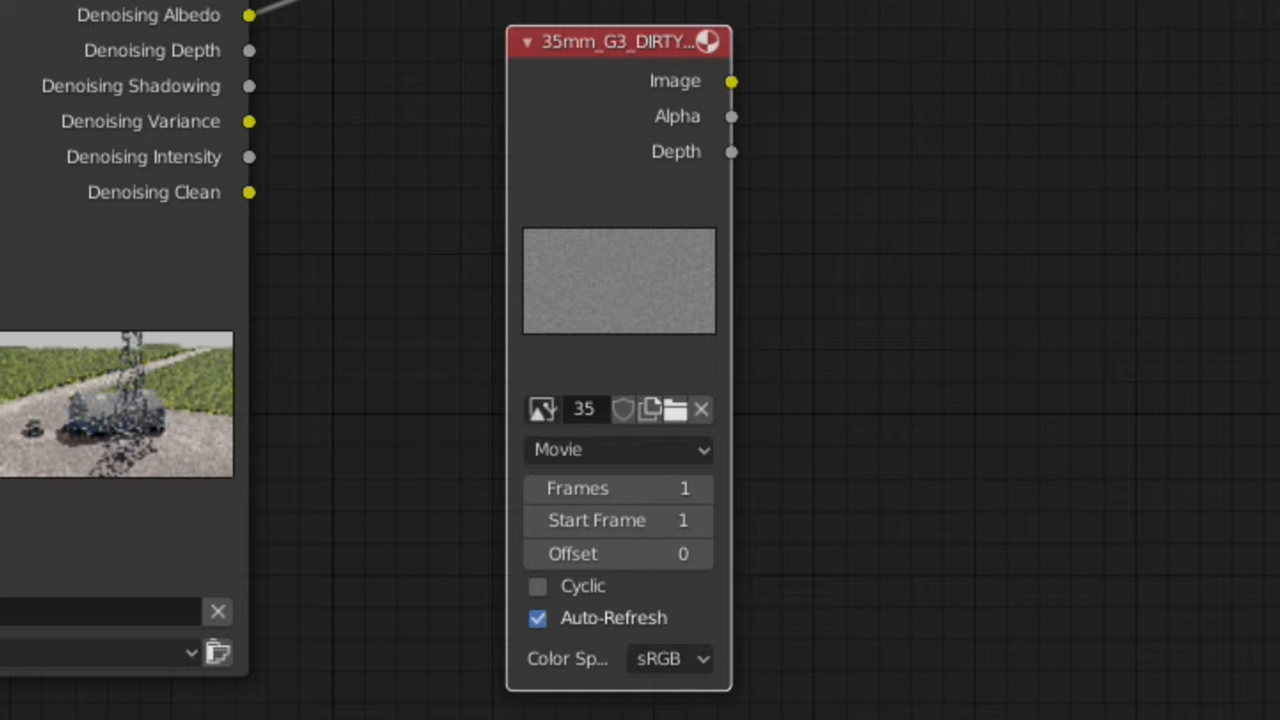 Denoising Albedo
Denoising Depth
Denoising Shadowing
Denoising Variance
Denoising Intensity
Denoising Clean
35mm_G3_DIRTY...
Image
Alpha
Depth
35
Movie
Frames 1
Start Frame 1
Offset 0
Cyclic
Auto-Refresh
Color Sp... sRGB